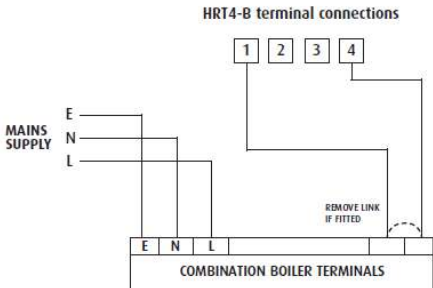 HRT4-B terminal connections
1 2 3 4
E
MAINS
SUPPLY
N
L
REMOVE LINK
IF FITTED
E N L
COMBINATION BOILER TERMINALS